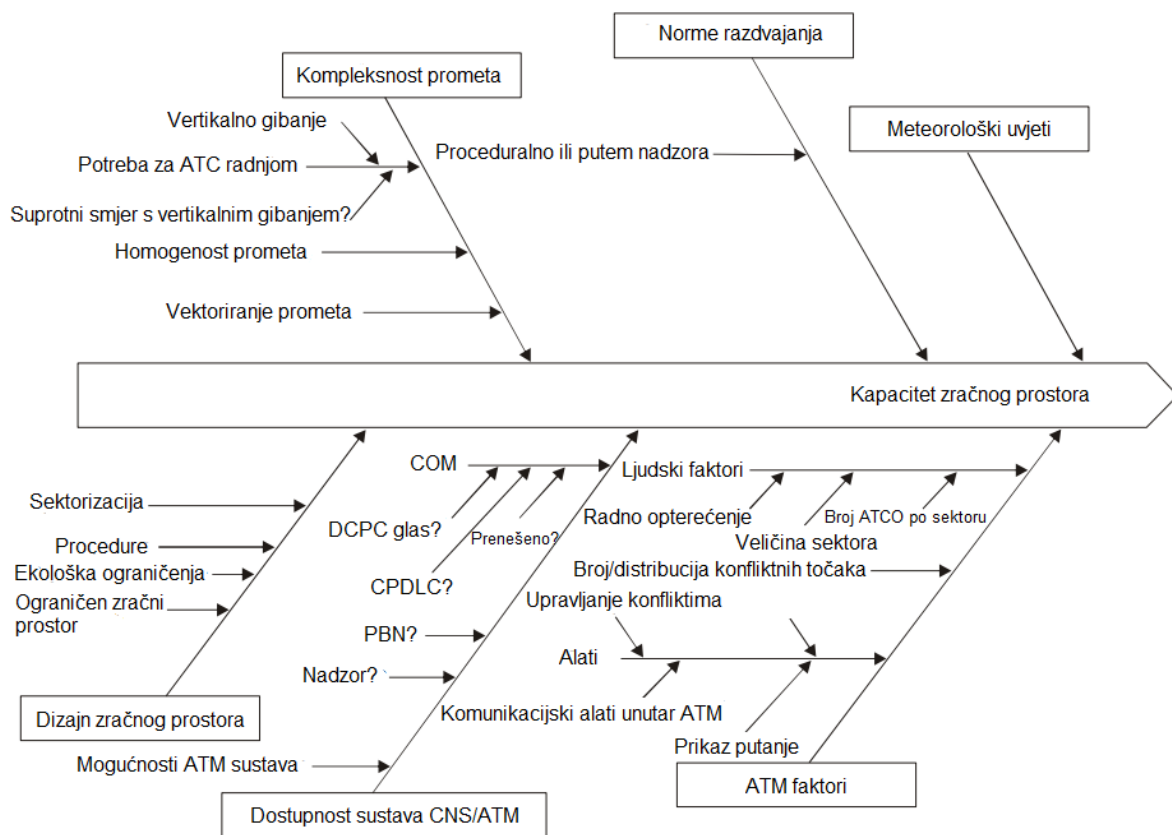 Norme razdvajanja
Kompleksnost prometa
Meteorološki uvjeti
Vertikalno gibanje
Proceduralno ili putem nadzora
Potreba za ATC radnjom
Suprotni smjer s vertikalnim gibanjem?
Homogenost prometa
Vektoriranje prometa
Kapacitet zračnog prostora
COM
Ljudski faktori
Sektorizacija
DCPC glas?
Prenešeno?
Radno opterećenje
Broj ATCO po sektoru
Veličina sektora
Procedure
Ekološka ograničenja
CPDLC?
Broj/distribucija konfliktnih točaka
Ograničen zračni
prostor
Upravljanje konfliktima
PBN?
Alati
Nadzor?
Komunikacijski alati unutar ATM
Dizajn zračnog prostora
Prikaz putanje
Mogućnosti ATM sustava
ATM faktori
Dostupnost sustava CNS/ATM